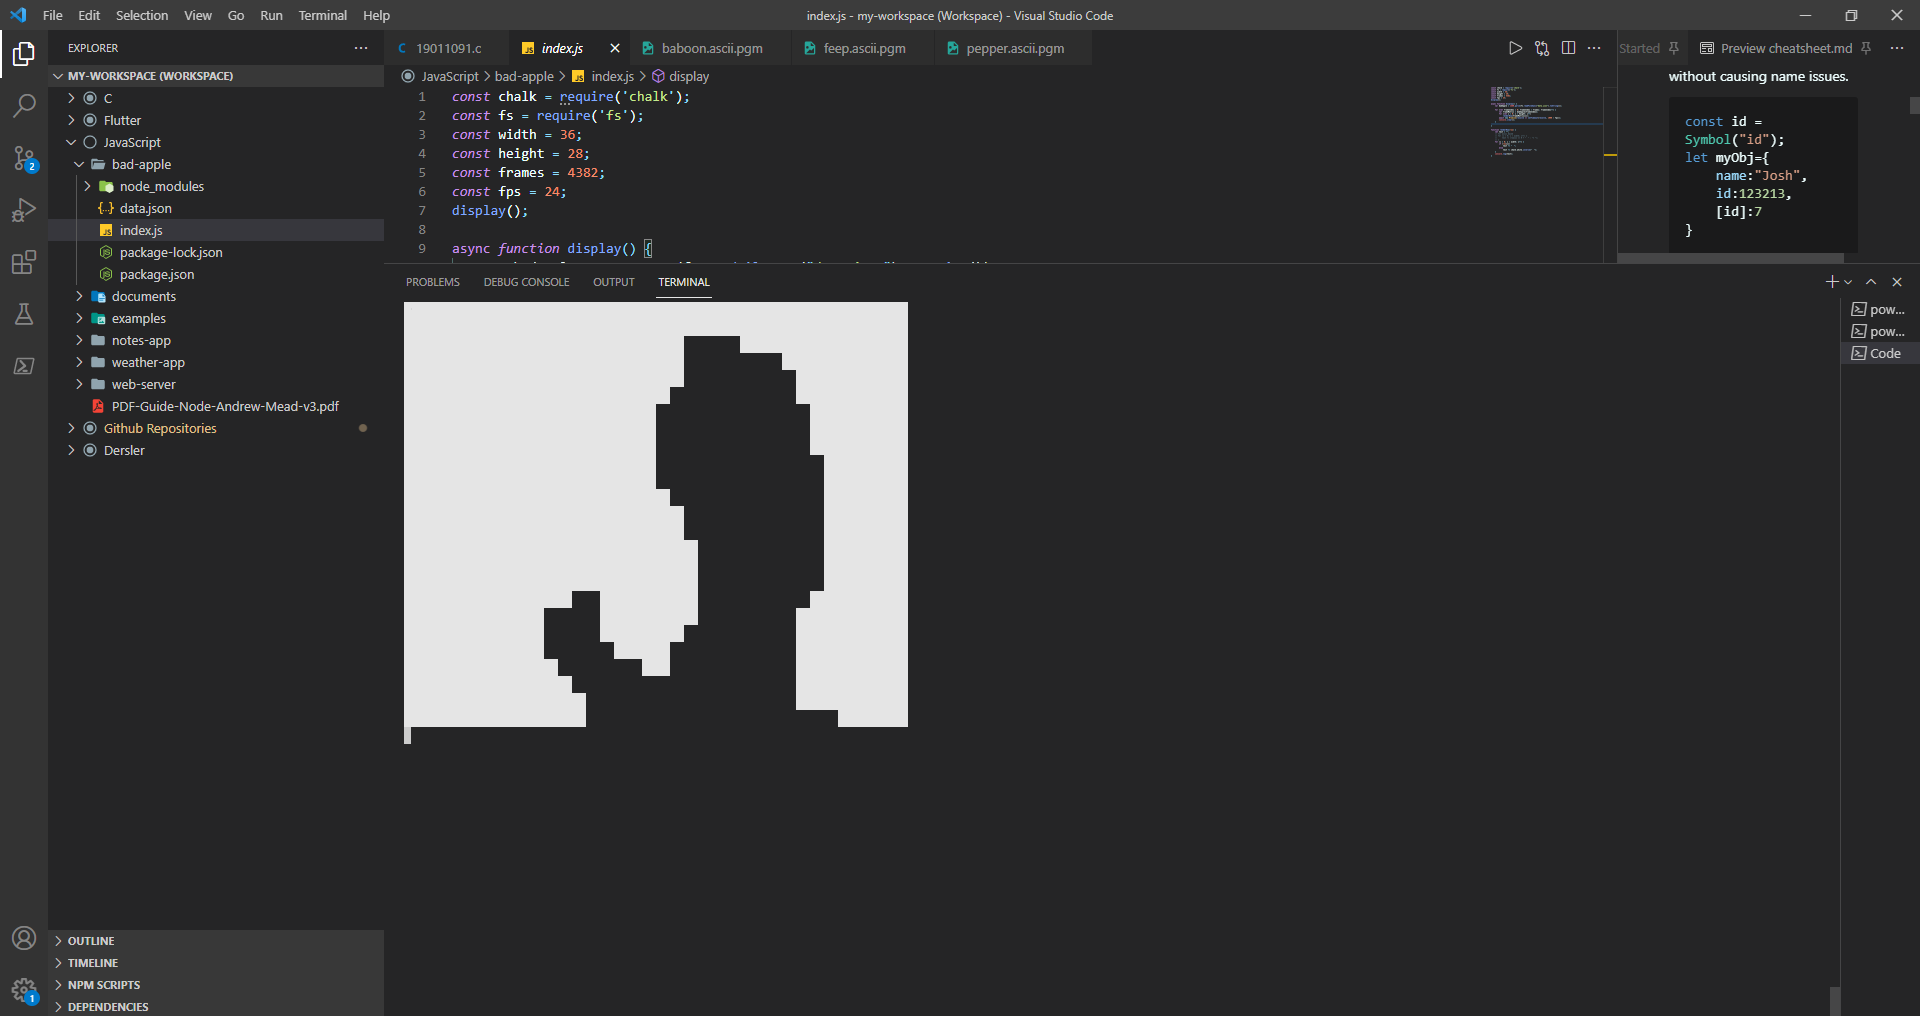 File Edit Selection View Go Run Terminal Help
index.js - my-workspace (Workspace) - Visual Studio Code
EXPLORER
MY-WORKSPACE (WORKSPACE)
C
Flutter
JavaScript
bad-apple
node_modules
data.json
index.js
package-lock.json
package.json
documents
examples
notes-app
weather-app
web-server
PDF-Guide-Node-Andrew-Mead-v3.pdf
Github Repositories
Dersler
OUTLINE
TIMELINE
NPM SCRIPTS
DEPENDENCIES
2
1
19011091.c index.js baboon.ascii.pgm feep.ascii.pgm pepper.ascii.pgm
JavaScript > bad-apple > index.js > display
1 const chalk = require('chalk');
2 const fs = require('fs');
3 const width = 36;
4 const height = 28;
5 const frames = 4382;
6 const fps = 24;
7 display();
8
9 async function display() {
Started Preview cheatsheet.md
without causing name issues.
const id =
Symbol("id");
let myObj={
name:"Josh",
id:123213,
[id]:7
}
PROBLEMS DEBUG CONSOLE OUTPUT TERMINAL
pow...
pow...
Code